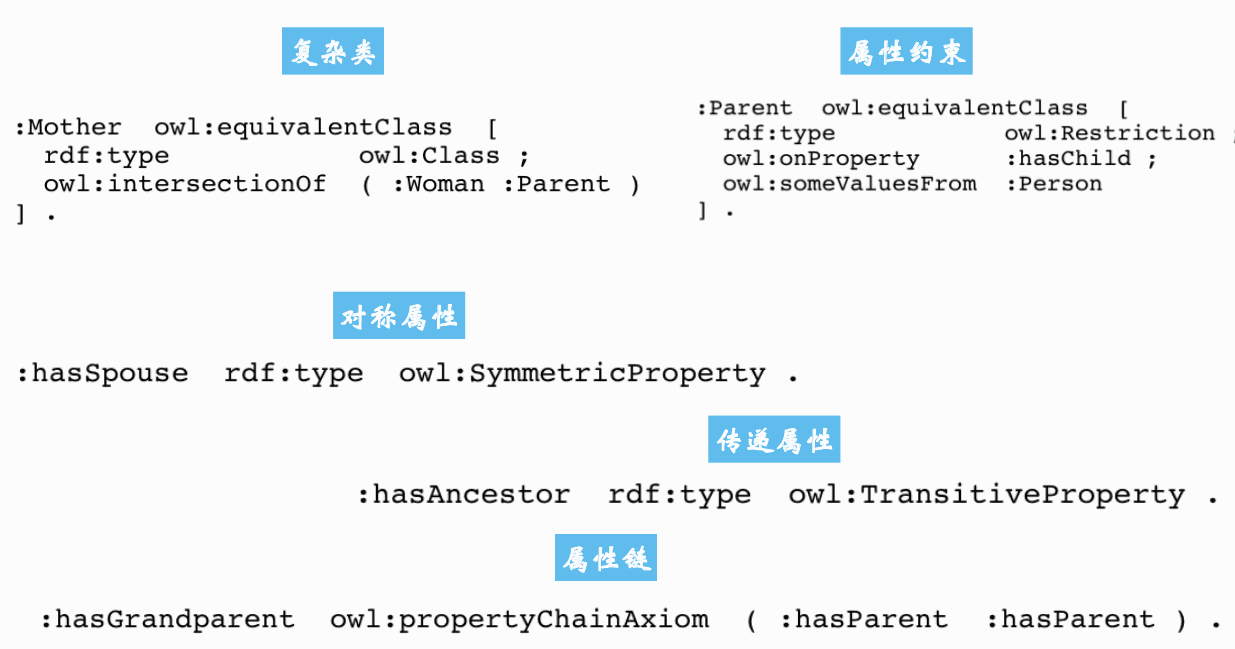 复杂类
:Mother owl:equivalentClass [
rdf:type owl:Class ;
owl:intersectionOf ( :Woman :Parent )
] .
属性约束
:Parent owl:equivalentClass [
rdf:type owl:Restriction ;
owl:onProperty :hasChild ;
owl:someValuesFrom :Person
] .
对称属性
:hasSpouse rdf:type owl:SymmetricProperty .
传递属性
:hasAncestor rdf:type owl:TransitiveProperty .
属性链
:hasGrandparent owl:propertyChainAxiom ( :hasParent :hasParent ) .